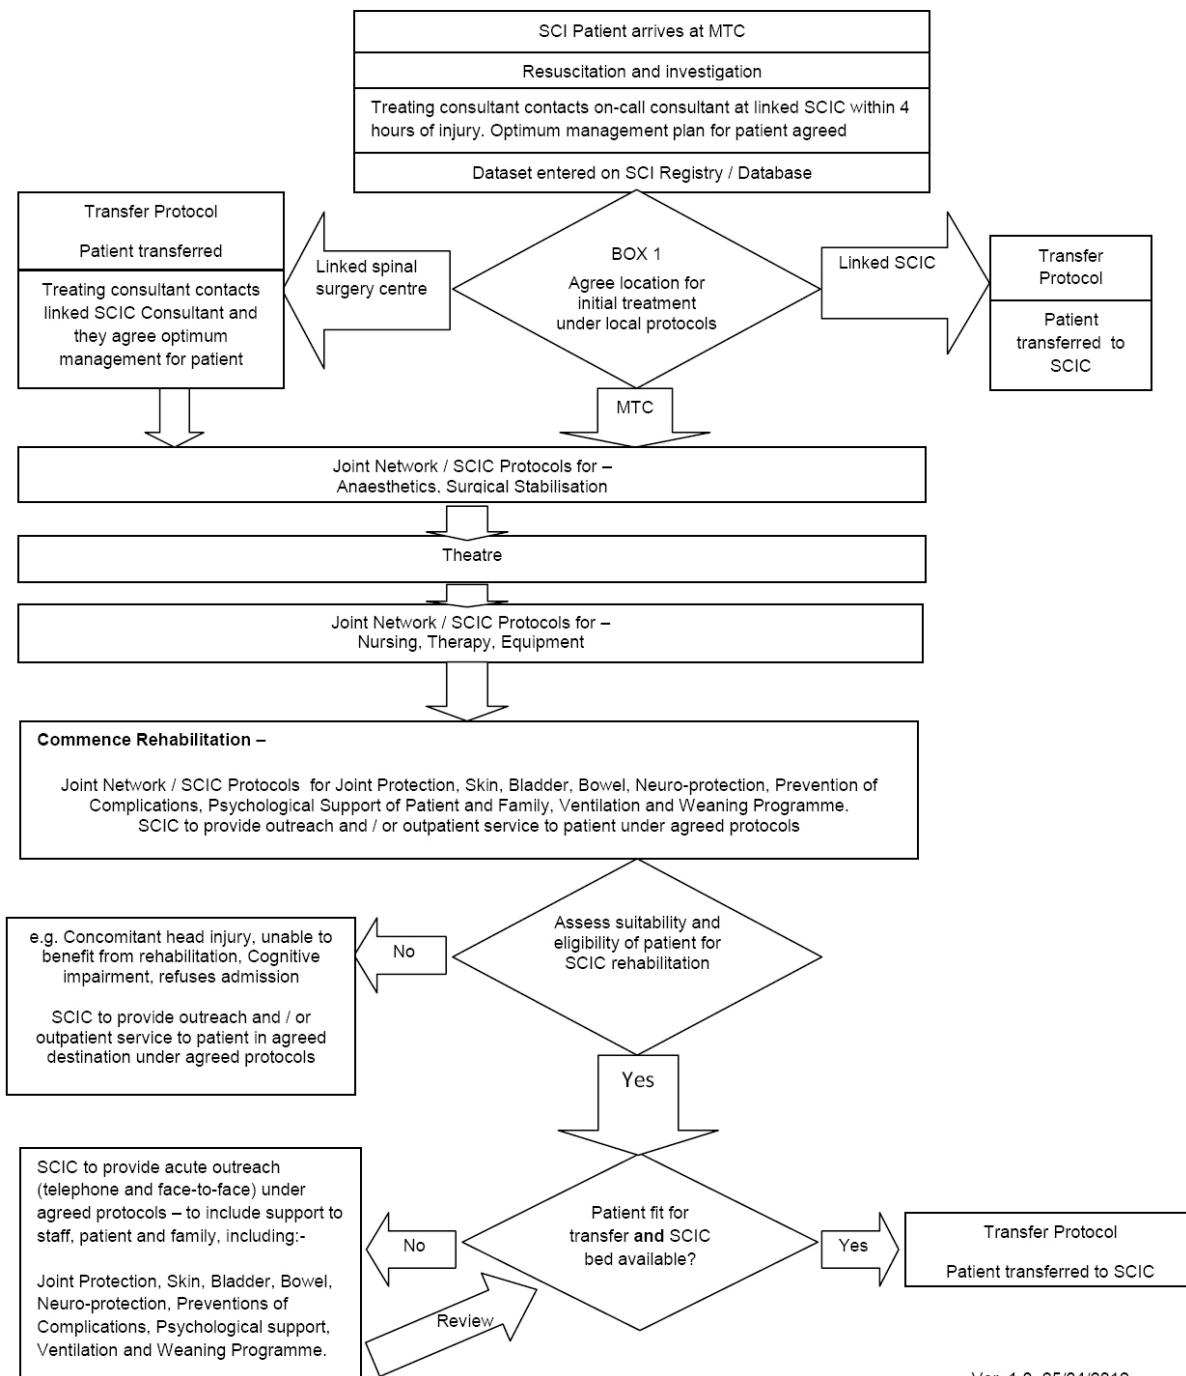 SCI Patient arrives at MTC
Resuscitation and investigation
Treating consultant contacts on-call consultant at linked SCIC within 4
hours of injury. Optimum management plan for patient agreed
Dataset entered on SCI Registry / Database
Transfer Protocol
Patient transferred
Treating consultant contacts
linked SCIC Consultant and
they agree optimum
management for patient
Linked spinal
surgery centre
BOX 1
Agree location for
initial treatment
under local protocols
Linked SCIC
Transfer
Protocol
Patient
transferred to
SCIC
MTC
Joint Network / SCIC Protocols for –
Anaesthetics, Surgical Stabilisation
Theatre
Joint Network / SCIC Protocols for –
Nursing, Therapy, Equipment
Commence Rehabilitation –
Joint Network / SCIC Protocols for Joint Protection, Skin, Bladder, Bowel, Neuro-protection, Prevention of
Complications, Psychological Support of Patient and Family, Ventilation and Weaning Programme.
SCIC to provide outreach and / or outpatient service to patient under agreed protocols
Assess suitability and
eligibility of patient for
SCIC rehabilitation
No
e.g. Concomitant head injury, unable to
benefit from rehabilitation, Cognitive
impairment, refuses admission
SCIC to provide outreach and / or
outpatient service to patient in agreed
destination under agreed protocols
Yes
SCIC to provide acute outreach
(telephone and face-to-face) under
agreed protocols – to include support to
staff, patient and family, including:-
Joint Protection, Skin, Bladder, Bowel,
Neuro-protection, Preventions of
Complications, Psychological support,
Ventilation and Weaning Programme.
No
Patient fit for
transfer and SCIC
bed available?
Yes
Transfer Protocol
Patient transferred to SCIC
Review